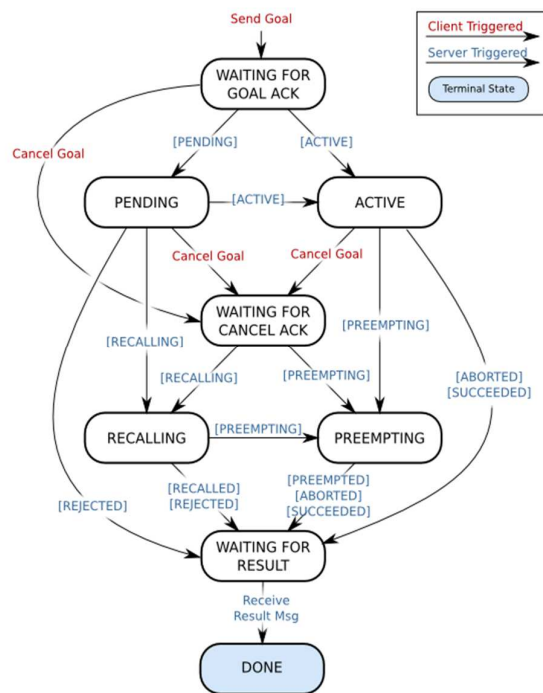 Send Goal
Client Triggered
Server Triggered
Terminal State
WAITING FOR
GOAL ACK
[PENDING]
[ACTIVE]
Cancel Goal
PENDING
[ACTIVE]
ACTIVE
Cancel Goal
Cancel Goal
WAITING FOR
CANCEL ACK
[PREEMPTING]
[RECALLING]
[RECALLING]
[PREEMPTING]
[ABORTED]
[SUCCEEDED]
RECALLING
[PREEMPTING]
PREEMPTING
[RECALLED]
[REJECTED]
[PREEMPTED]
[ABORTED]
[SUCCEEDED]
[REJECTED]
WAITING FOR
RESULT
Receive
Result Msg
DONE